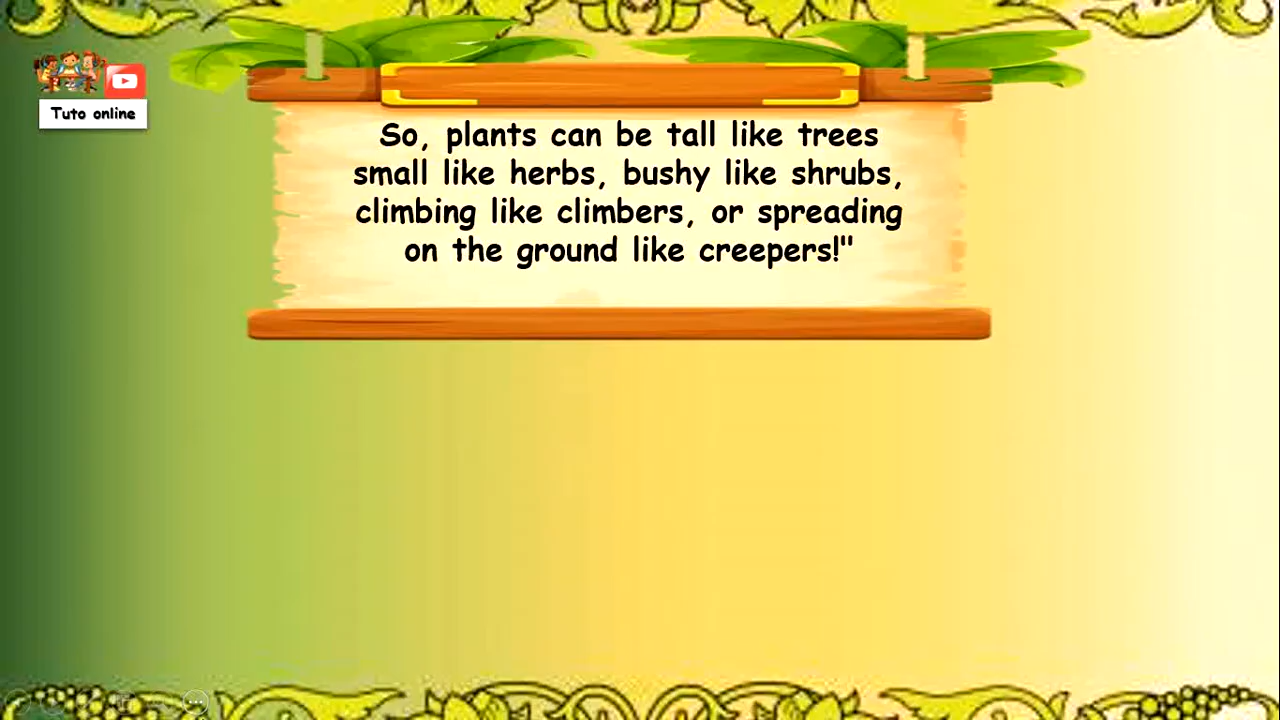 Tuto online
So, plants can be tall like trees
small like herbs, bushy like shrubs,
climbing like climbers, or spreading
on the ground like creepers!"